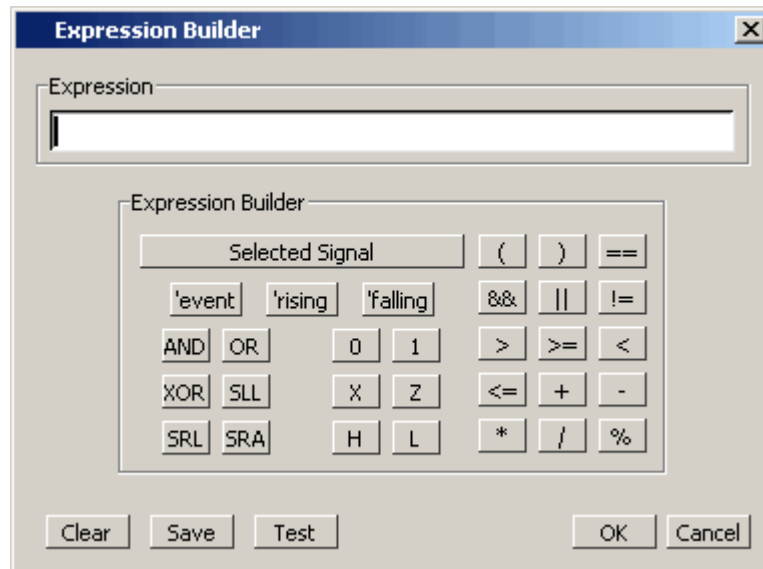 Expression Builder
Expression
Expression Builder
Selected Signal ( ) ==
'event 'rising 'falling && || !=
AND OR 0 1 > >= <
XOR SLL X Z <= + -
SRL SRA H L * / %
Clear Save Test OK Cancel